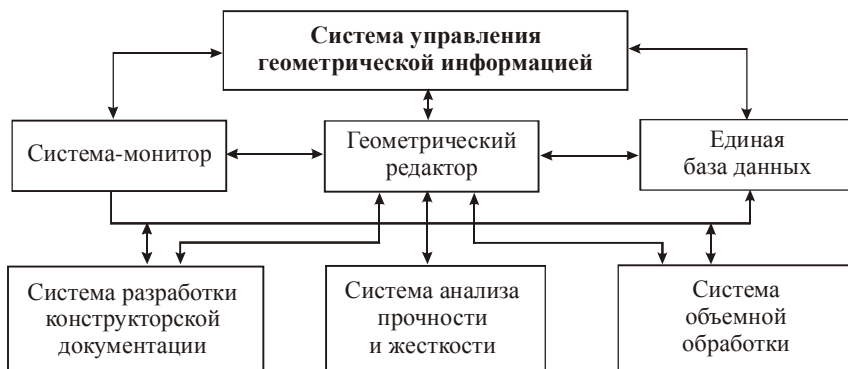 Система управления
геометрической информацией
Система-монитор
Геометрический
редактор
Единая
база данных
Система разработки
конструкторской
документации
Система анализа
прочности
и жесткости
Система
объемной
обработки